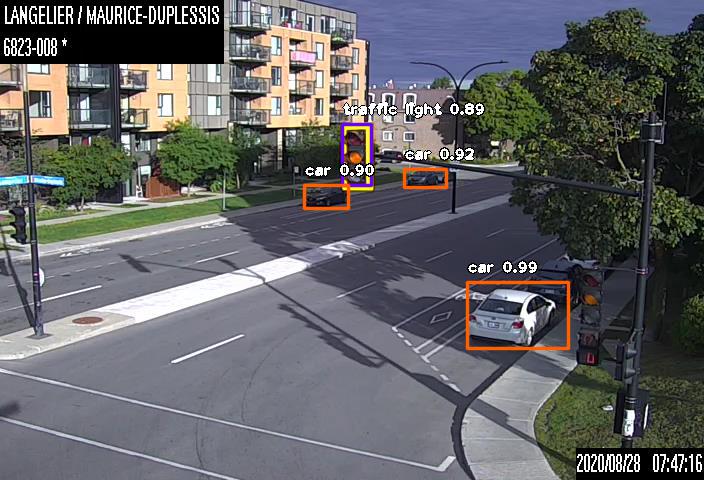 LANGELIER / MAURICE-DUPLESSIS
6823-008 *
traffic light 0.89
car 0.92
car 0.90
car 0.99
2020/08/28 07:47:16